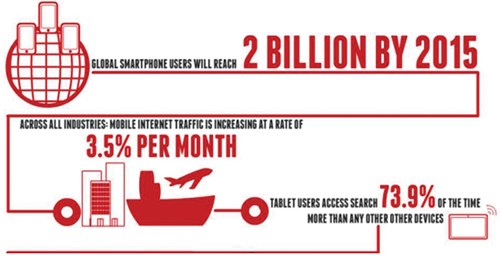 GLOBAL SMARTPHONE USERS WILL REACH 2 BILLION BY 2015
ACROSS ALL INDUSTRIES: MOBILE INTERNET TRAFFIC IS INCREASING AT A RATE OF
3.5% PER MONTH
TABLET USERS ACCESS SEARCH 73.9% OF THE TIME
MORE THAN ANY OTHER OTHER DEVICES